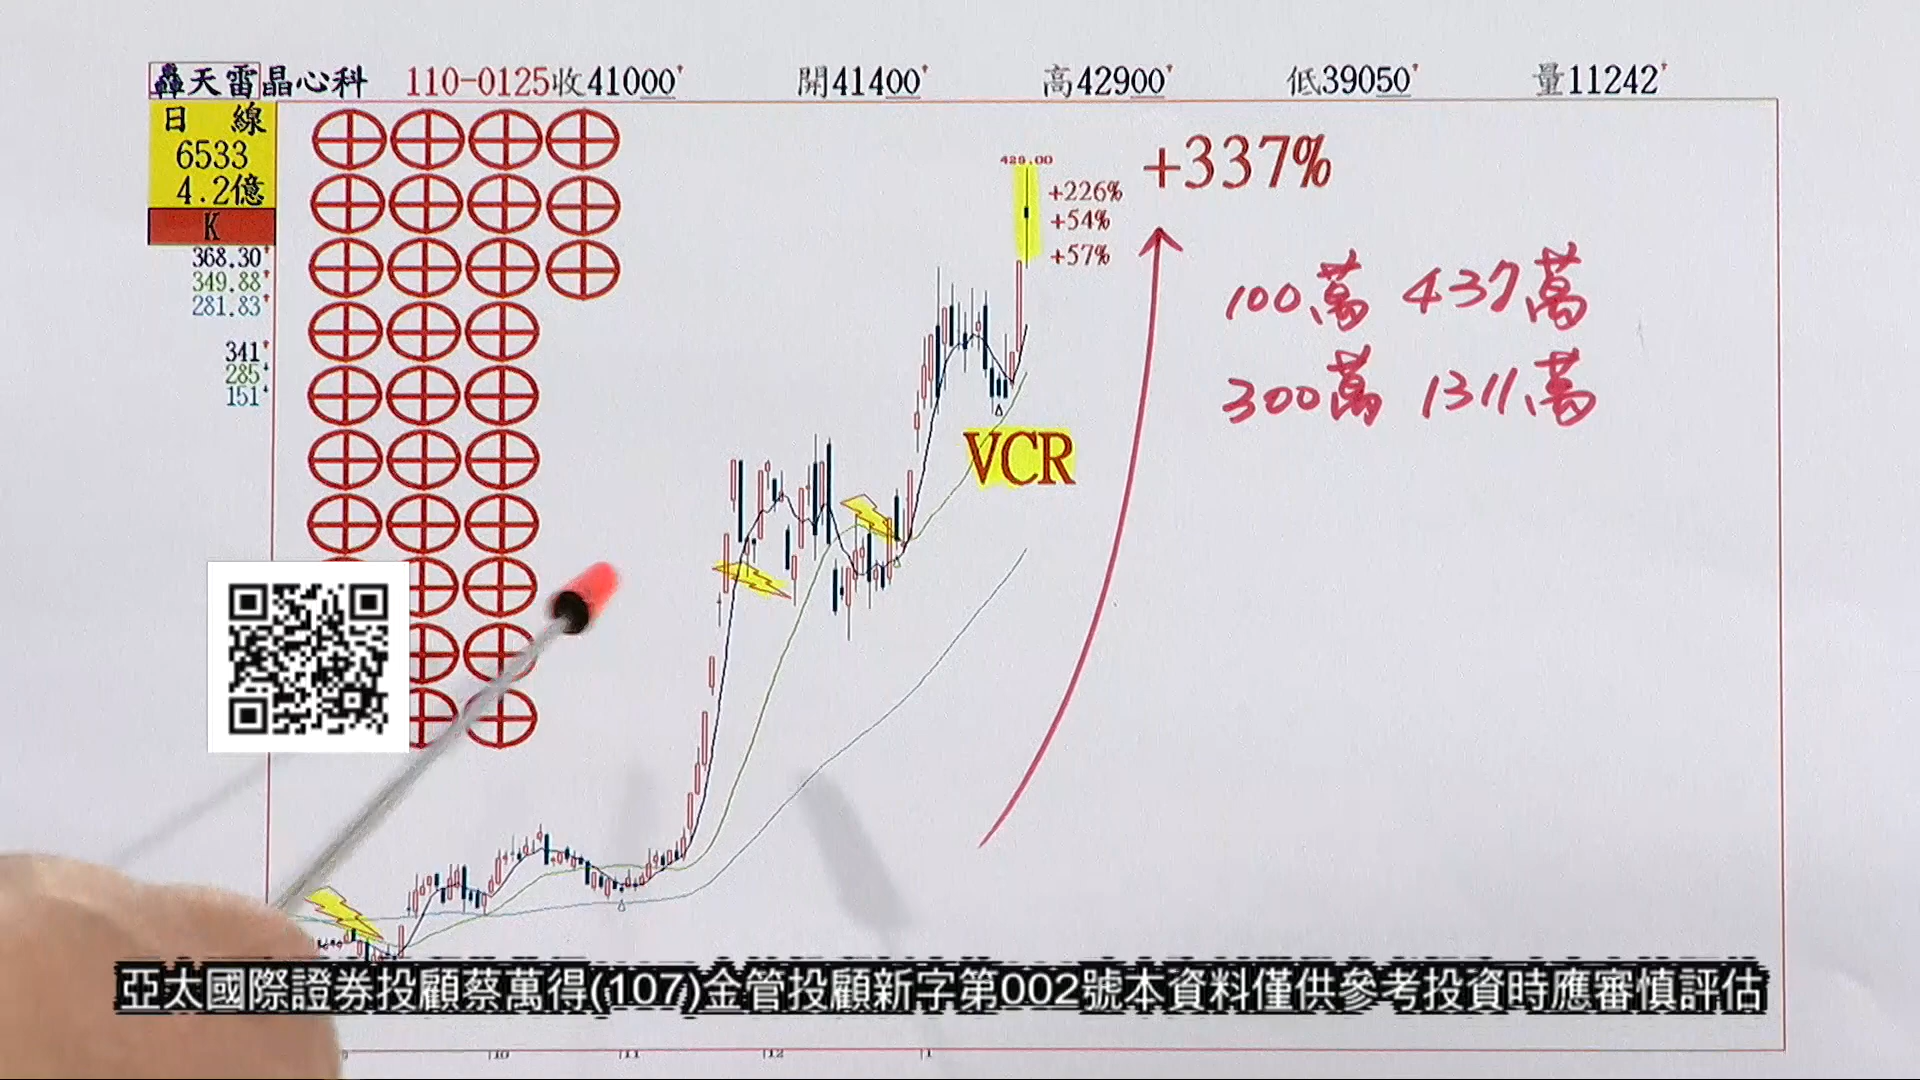 轟天雷晶心科 110-0125收41000 開41400 高42900 低39050 量11242
日 線
6533
4.2億
K
368.30
349.88
281.83
341
285
151
429.00
+337%
+226%
+54%
+57%
100萬 437萬
300萬 1311萬
VCR
亞太國際證券投顧蔡萬得(107)金管投顧新字第002號本資料僅供參考投資時應審慎評估
10 11 12 1